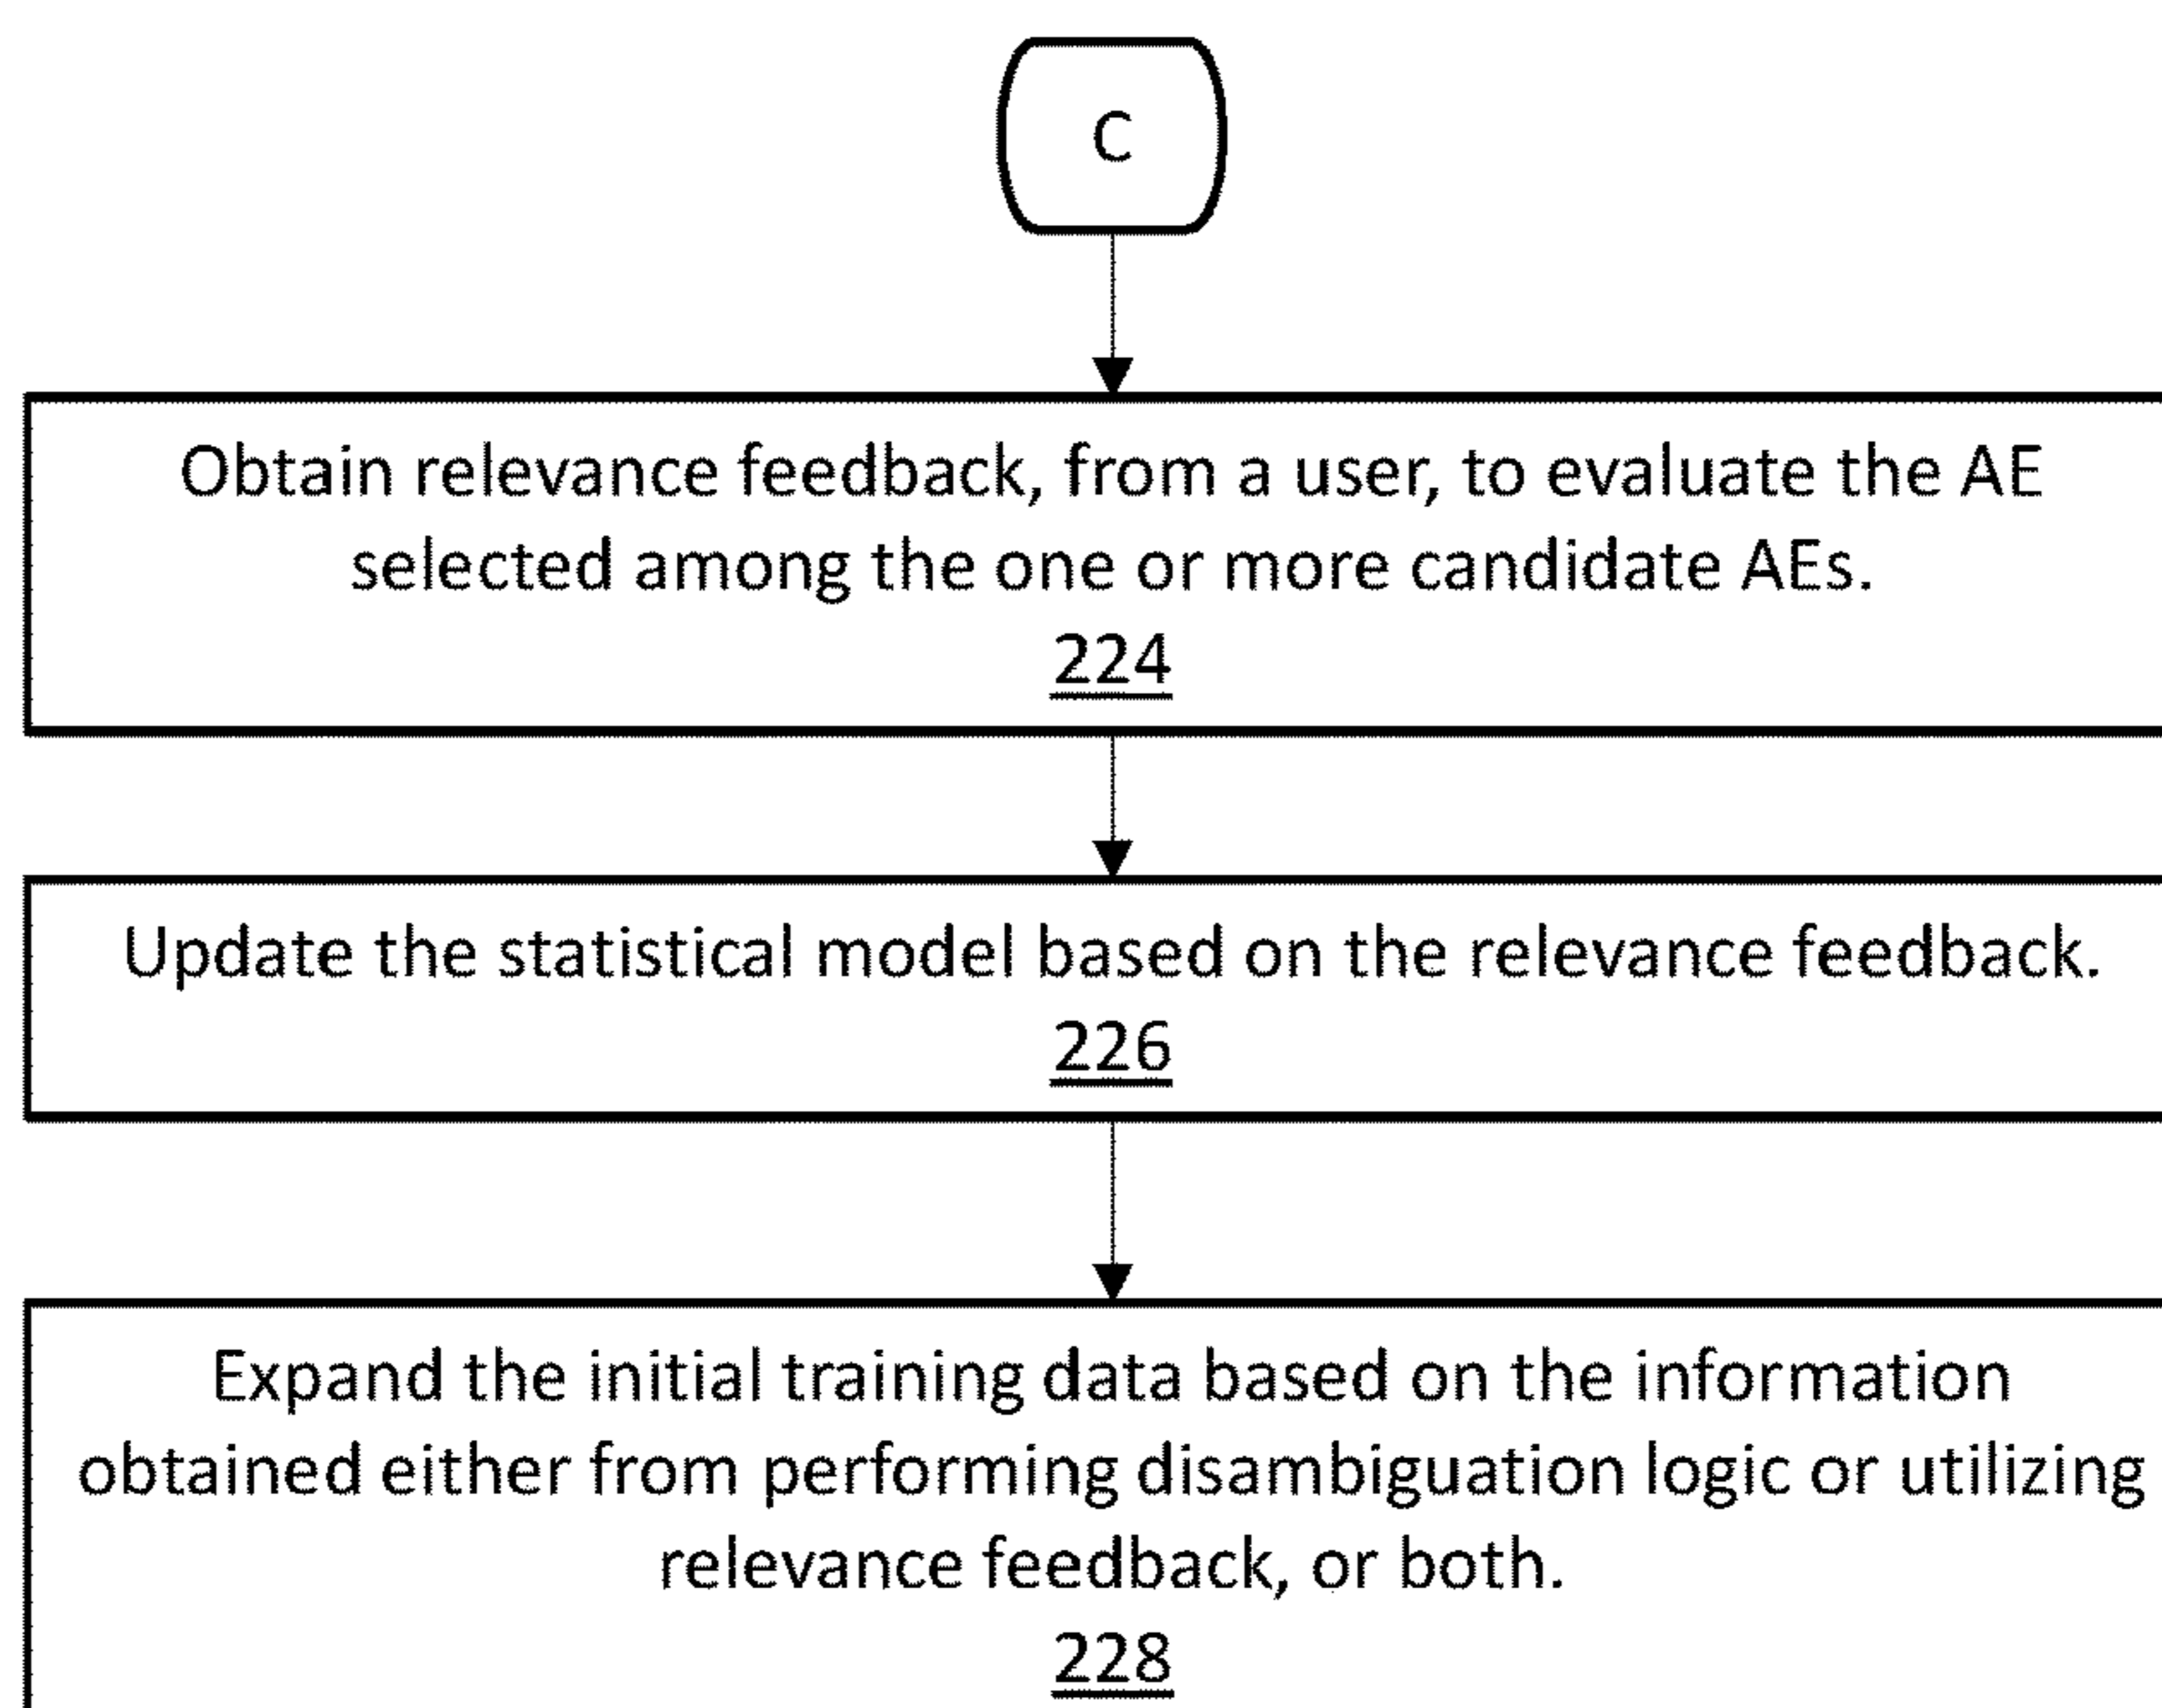 C
Obtain relevance feedback, from a user, to evaluate the AE
selected among the one or more candidate AEs.
224
Update the statistical model based on the relevance feedback.
226
Expand the initial training data based on the information
obtained either from performing disambiguation logic or utilizing
relevance feedback, or both.
228